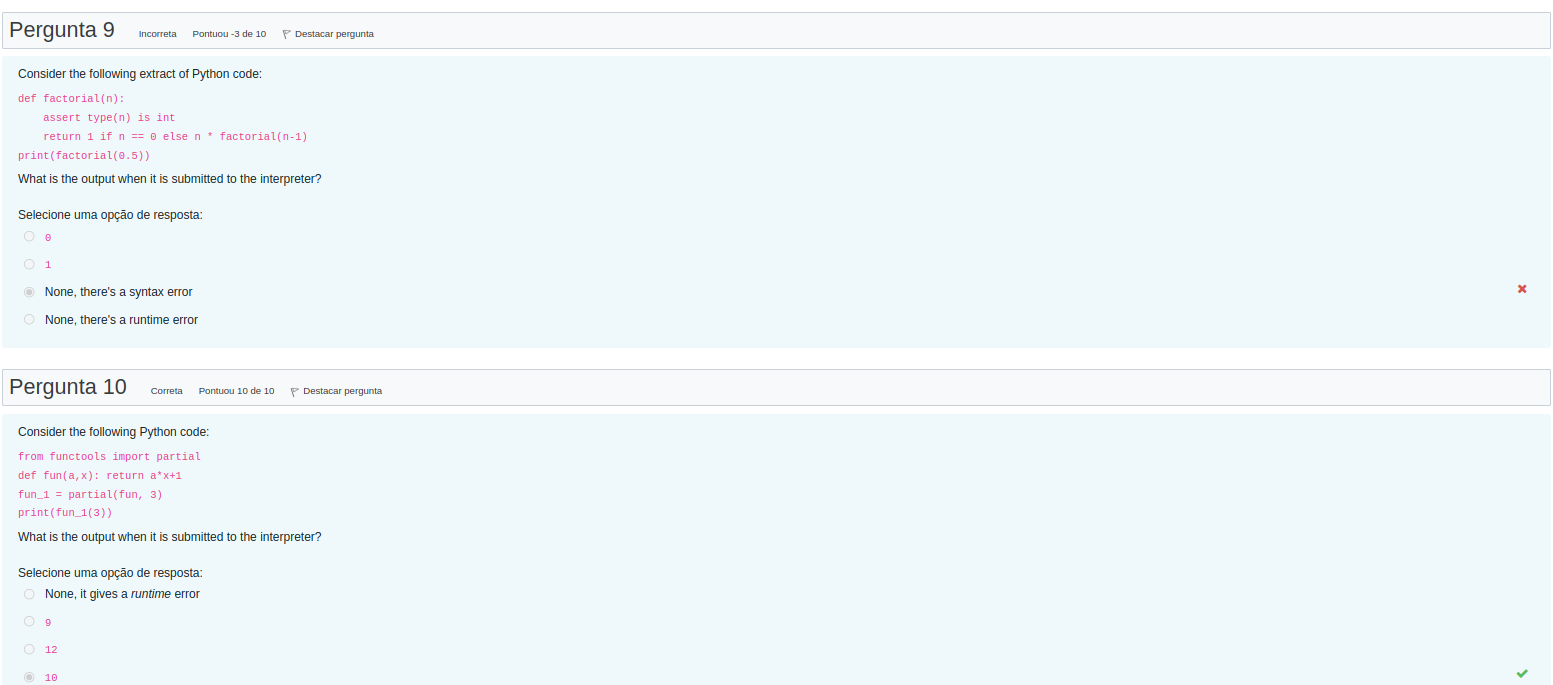 Pergunta 9 Incorreta Pontuou -3 de 10 Destacar pergunta
Consider the following extract of Python code:
def factorial(n):
    assert type(n) is int
    return 1 if n == 0 else n * factorial(n-1)
print(factorial(0.5))
What is the output when it is submitted to the interpreter?
Selecione uma opção de resposta:
0
1
None, there's a syntax error
None, there's a runtime error
Pergunta 10 Correta Pontuou 10 de 10 Destacar pergunta
Consider the following Python code:
from functools import partial
def fun(a,x): return a*x+1
fun_1 = partial(fun, 3)
print(fun_1(3))
What is the output when it is submitted to the interpreter?
Selecione uma opção de resposta:
None, it gives a runtime error
9
12
10